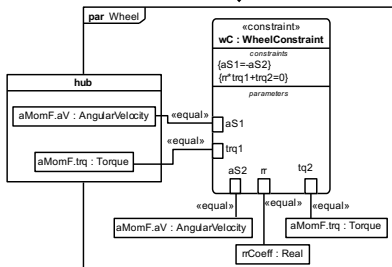 par Wheel
«constraint»
wC : WheelConstraint
constraints
{aS1=-aS2}
{rr*trq1+trq2=0}
parameters
hub
aMomF.aV : AngularVelocity
«equal»
aS1
«equal»
trq1
aMomF.trq : Torque
aS2 rr tq2
«equal» «equal» «equal»
aMomF.aV : AngularVelocity
aMomF.trq : Torque
rrCoeff : Real